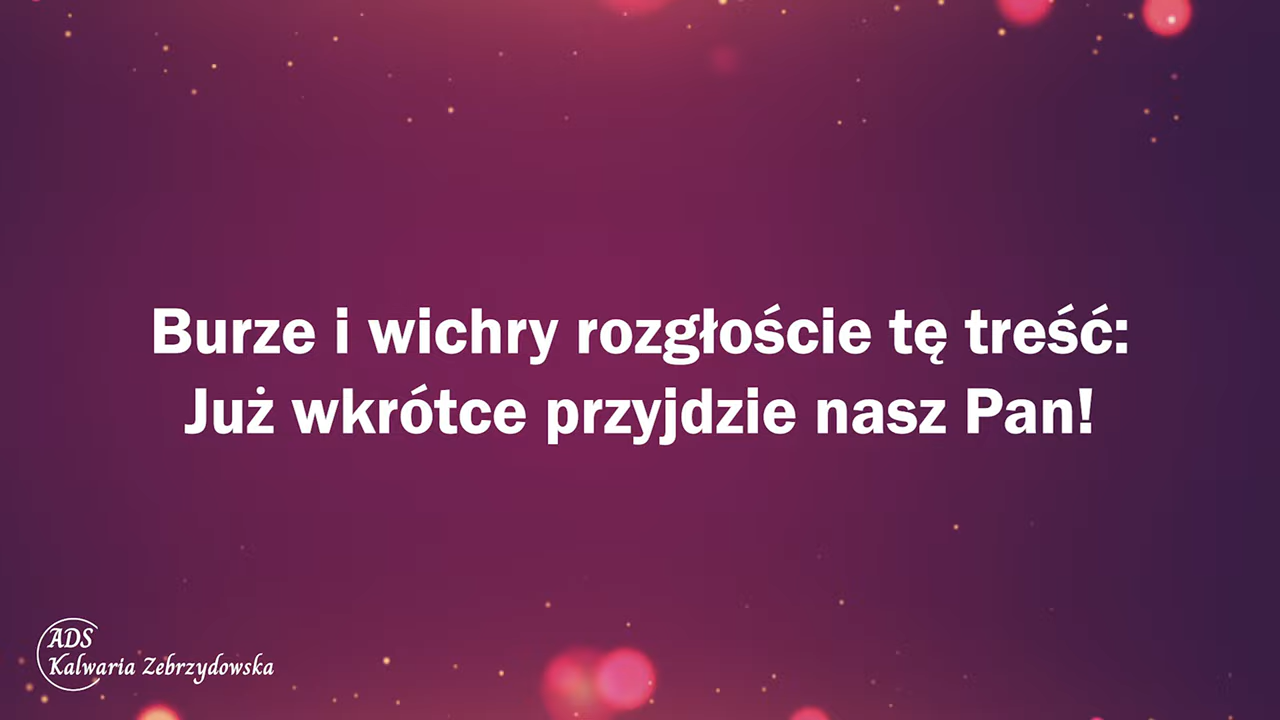 Burze i wichry rozgłoście tę treść:
Już wkrótce przyjdzie nasz Pan!
ADS
Kalwaria Zebrzydowska